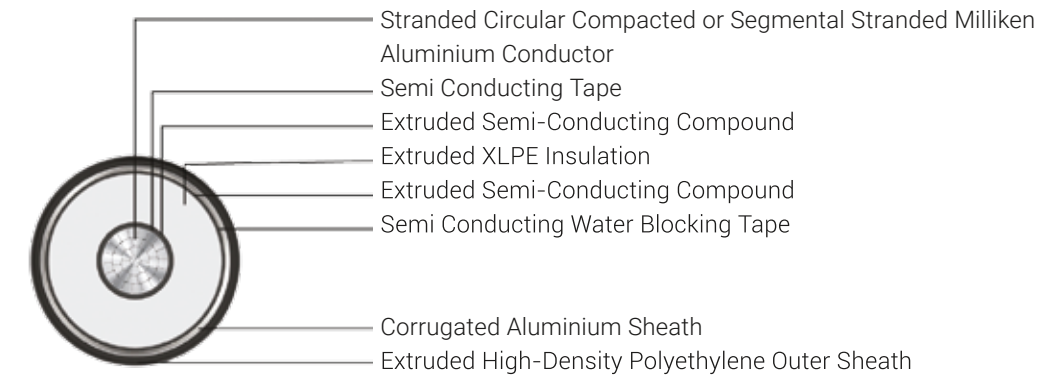 Stranded Circular Compacted or Segmental Stranded Milliken
Aluminium Conductor
Semi Conducting Tape
Extruded Semi-Conducting Compound
Extruded XLPE Insulation
Extruded Semi-Conducting Compound
Semi Conducting Water Blocking Tape
Corrugated Aluminium Sheath
Extruded High-Density Polyethylene Outer Sheath